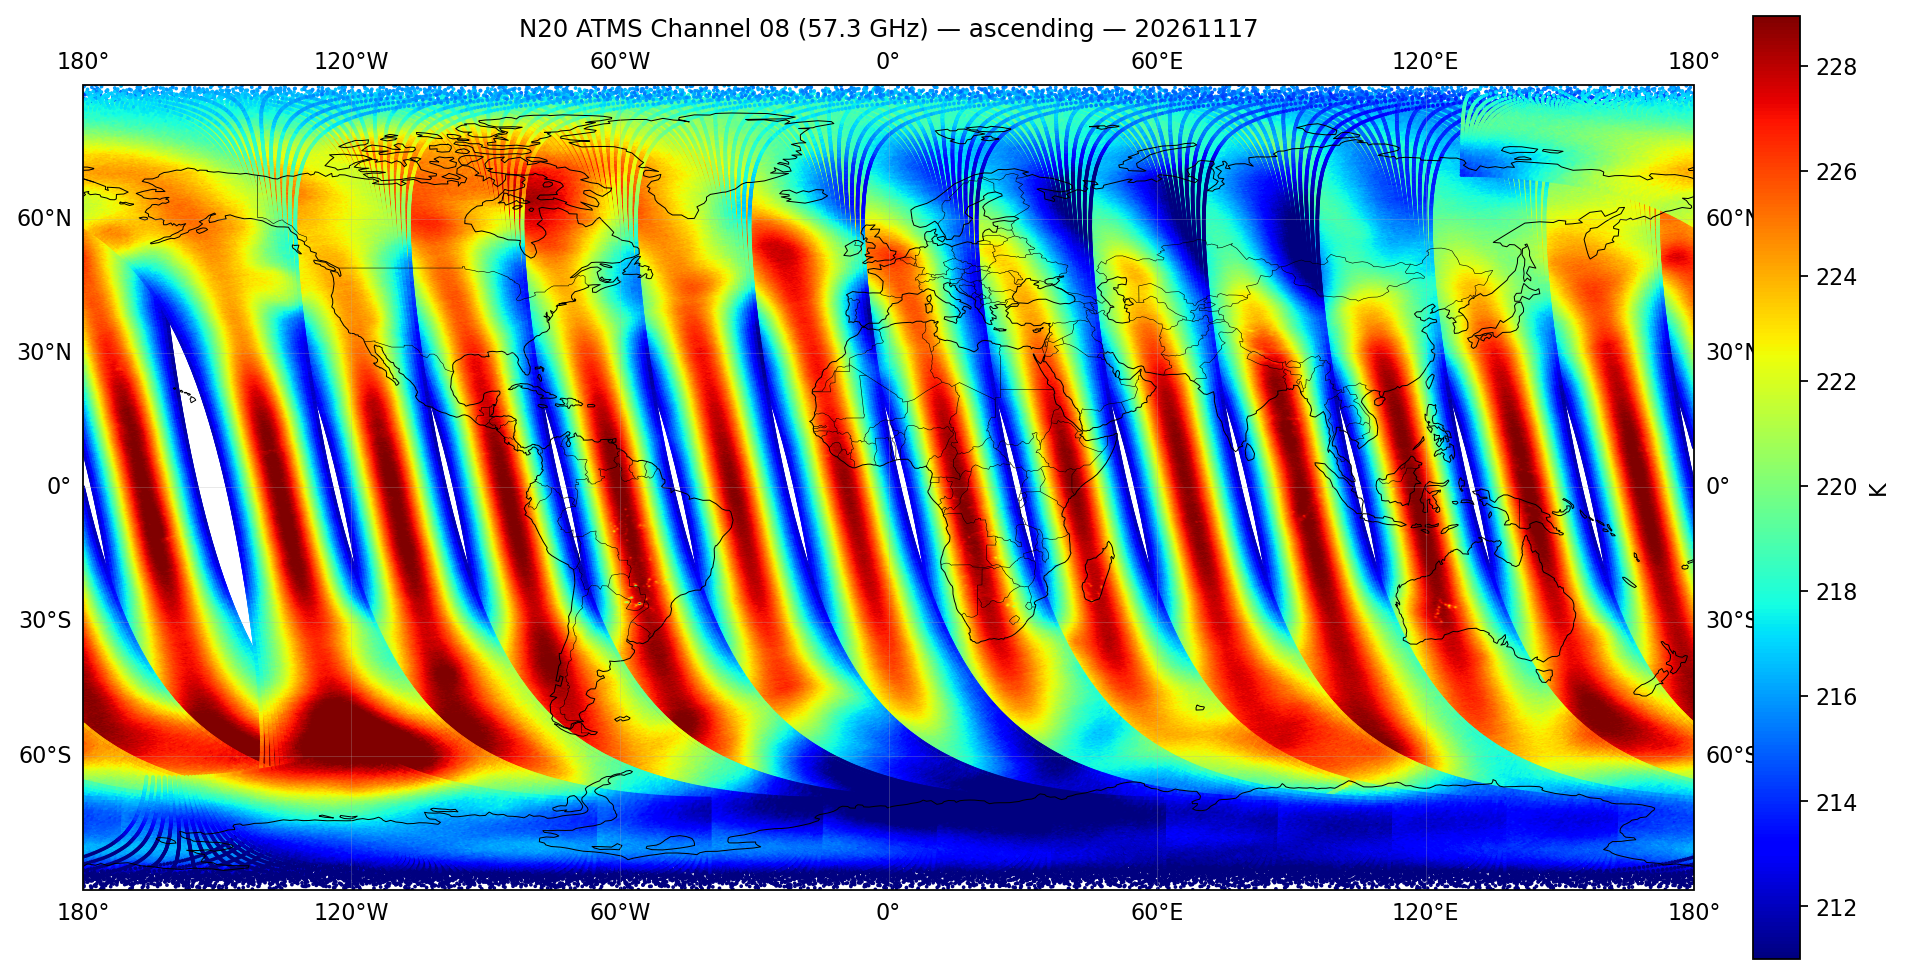 N20 ATMS Channel 08 (57.3 GHz) — ascending — 20261117
180° 120°W 60°W 0° 60°E 120°E 180°
228
226
60°N 60°N
224
30°N 30°N
222
0° 0° 220 K
218
30°S 30°S
216
60°S 60°S
214
212
180° 120°W 60°W 0° 60°E 120°E 180°